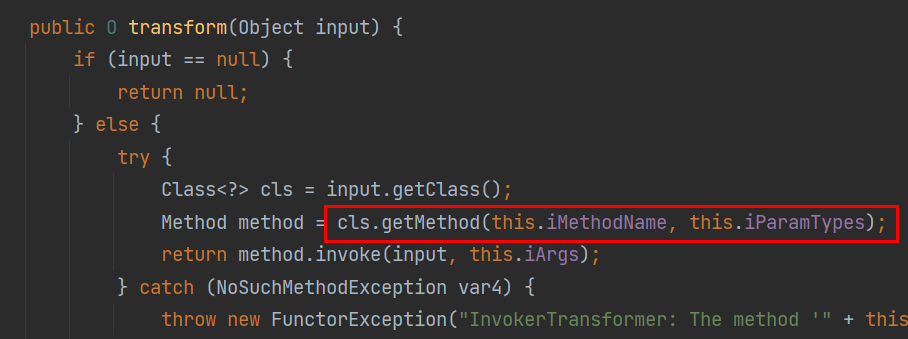 public O transform(Object input) {
if (input == null) {
return null;
} else {
try {
Class<?> cls = input.getClass();
Method method = cls.getMethod(this.iMethodName, this.iParamTypes);
return method.invoke(input, this.iArgs);
} catch (NoSuchMethodException var4) {
throw new FunctorException("InvokerTransformer: The method '" + this